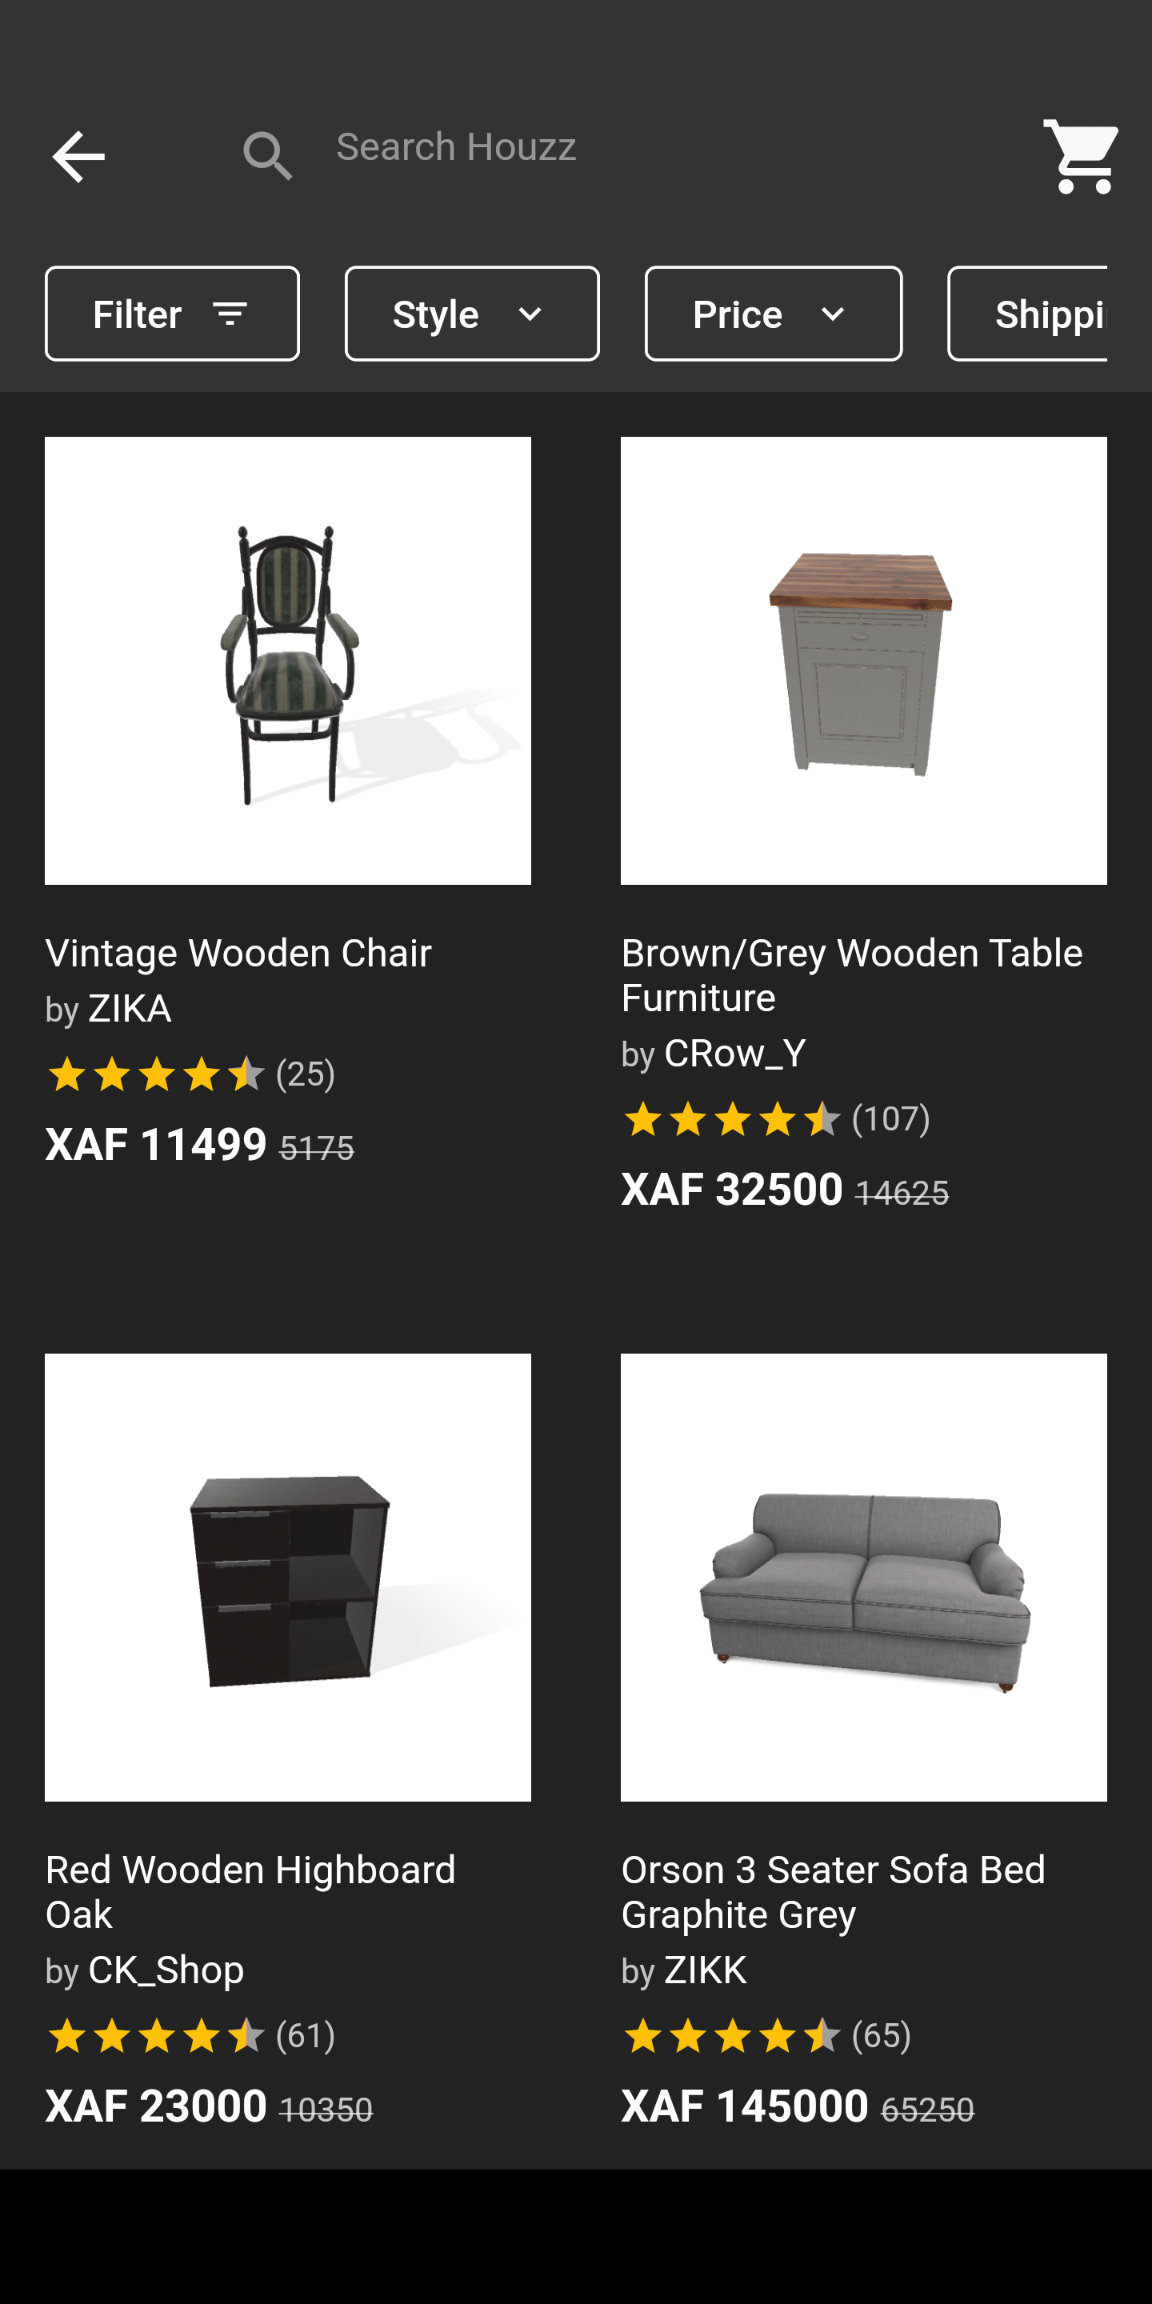 Search Houzz
Filter
Style
Price
Shippi
Vintage Wooden Chair
by ZIKA
(25)
XAF 11499 5175
Brown/Grey Wooden Table
Furniture
by CRow_Y
(107)
XAF 32500 14625
Red Wooden Highboard
Oak
by CK_Shop
(61)
XAF 23000 10350
Orson 3 Seater Sofa Bed
Graphite Grey
by ZIKK
(65)
XAF 145000 65250